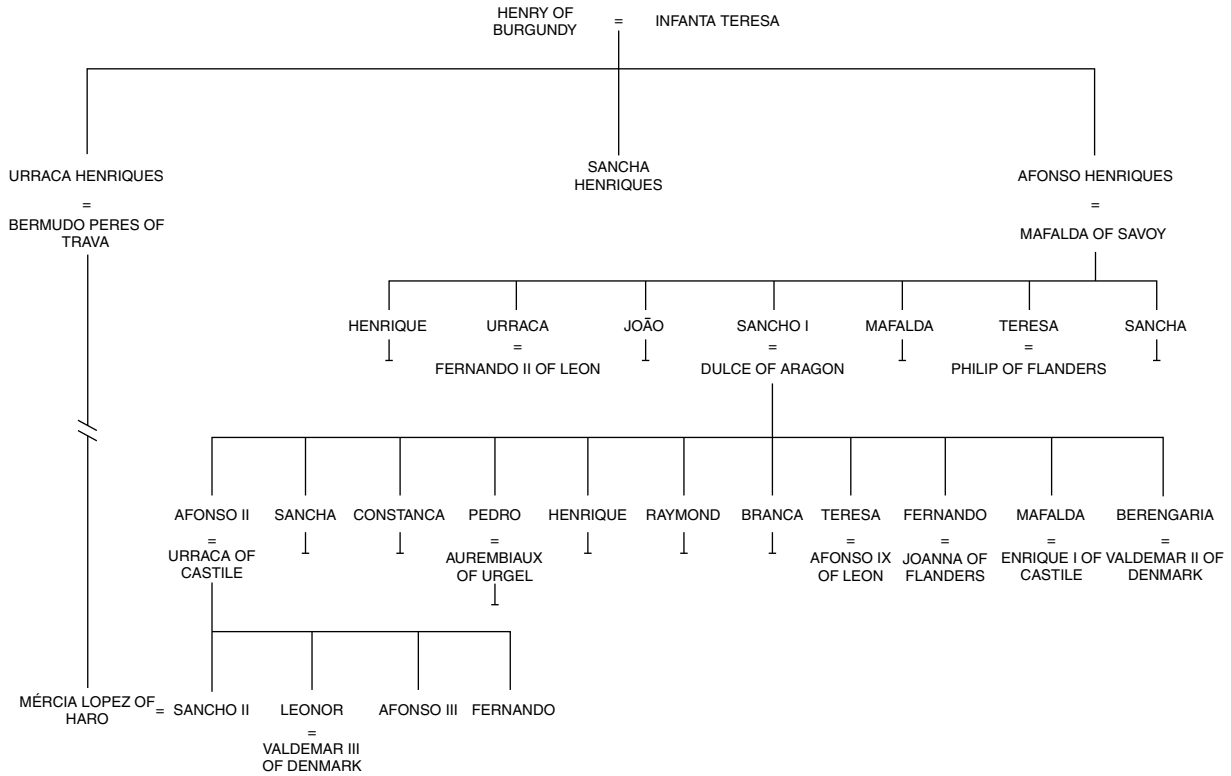 HENRY OF
BURGUNDY
=
INFANTA TERESA
URRACA HENRIQUES
=
BERMUDO PERES OF
TRAVA
SANCHA
HENRIQUES
AFONSO HENRIQUES
=
MAFALDA OF SAVOY
HENRIQUE
URRACA
=
FERNANDO II OF LEON
JOÃO
SANCHO I
=
DULCE OF ARAGON
MAFALDA
TERESA
=
PHILIP OF FLANDERS
SANCHA
AFONSO II
=
URRACA OF
CASTILE
SANCHA
CONSTANCA
PEDRO
=
AUREMBIAUX
OF URGEL
HENRIQUE
RAYMOND
BRANCA
TERESA
=
AFONSO IX
OF LEON
FERNANDO
=
JOANNA OF
FLANDERS
MAFALDA
=
ENRIQUE I OF
CASTILE
BERENGARIA
=
VALDEMAR II OF
DENMARK
MÉRCIA LOPEZ OF
HARO
=
SANCHO II
LEONOR
=
VALDEMAR III
OF DENMARK
AFONSO III
FERNANDO